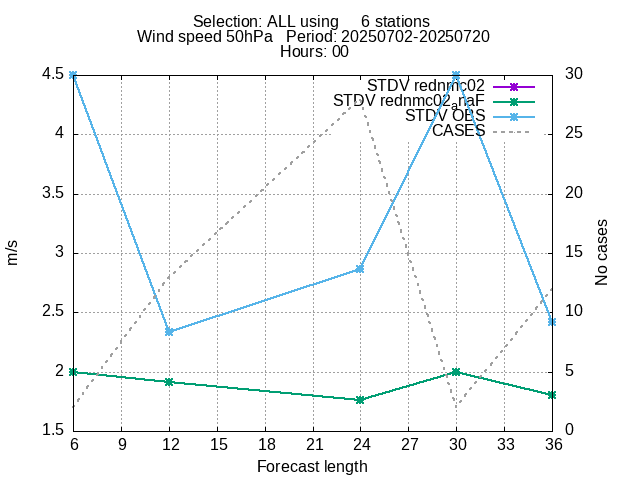 Selection: ALL using     6 stations
Wind speed 50hPa   Period: 20250702-20250720
Hours: 00
4.5
4
3.5
3
2.5
2
1.5
30
25
20
15
10
5
0
STDV rednmc02
STDV rednmc02_anaF
STDV OBS
CASES
m/s
No cases
6 9 12 15 18 21 24 27 30 33 36
Forecast length